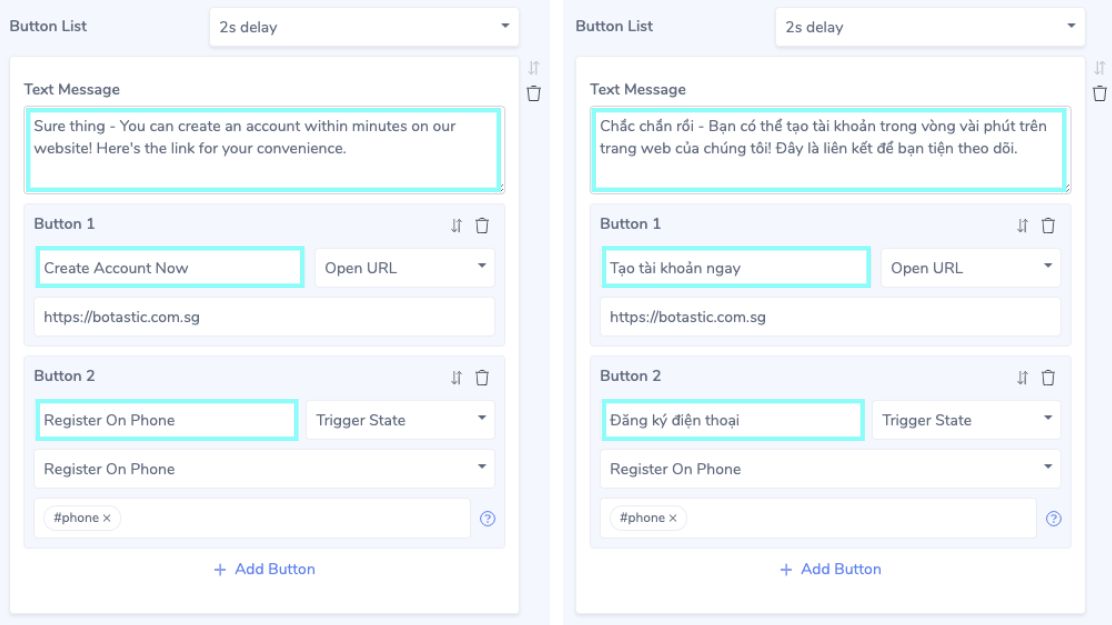 Button List
2s delay
Text Message
Sure thing - You can create an account within minutes on our
website! Here's the link for your convenience.
Button 1
Create Account Now
Open URL
https://botastic.com.sg
Button 2
Register On Phone
Trigger State
Register On Phone
#phone ×
?
+ Add Button
Button List
2s delay
Text Message
Chắc chắn rồi - Bạn có thể tạo tài khoản trong vòng vài phút trên
trang web của chúng tôi! Đây là liên kết để bạn tiện theo dõi.
Button 1
Tạo tài khoản ngay
Open URL
https://botastic.com.sg
Button 2
Đăng ký điện thoại
Trigger State
Register On Phone
#phone ×
?
+ Add Button